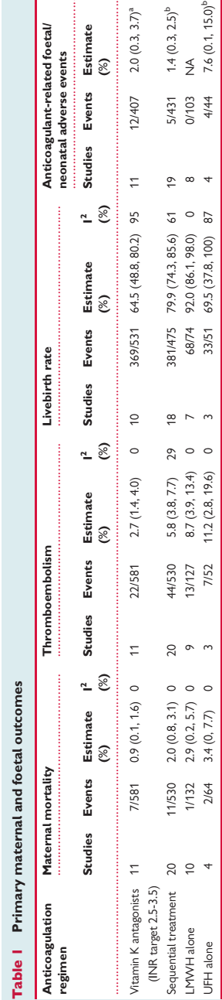 Table 1 Primary maternal and foetal outcomes
Anticoagulation regimen Maternal mortality Thromboembolism Livebirth rate Anticoagulant-related foetal/
neonatal adverse events
Studies Events Estimate (%) I² (%) Studies Events Estimate (%) I² (%) Studies Events Estimate (%) I² (%) Studies Events Estimate (%)
Vitamin K antagonists 11 7/581 0.9 (0.1, 1.6) 0 11 22/581 2.7 (1.4, 4.0) 0 10 369/531 64.5 (48.8, 80.2) 95 11 12/407 2.0 (0.3, 3.7)ᵃ
(INR target 2.5-3.5)
Sequential treatment 20 11/530 2.0 (0.8, 3.1) 0 20 44/530 5.8 (3.8, 7.7) 29 18 381/475 79.9 (74.3, 85.6) 61 19 5/431 1.4 (0.3, 2.5)ᵇ
LMWH alone 10 1/132 2.9 (0.2, 5.7) 0 9 13/127 8.7 (3.9, 13.4) 0 7 68/74 92.0 (86.1, 98.0) 0 8 0/103 NA
UFH alone 4 2/64 3.4 (0, 7.7) 0 3 7/52 11.2 (2.8, 19.6) 0 3 33/51 69.5 (37.8, 100) 87 4 4/44 7.6 (0.1, 15.0)ᵇ